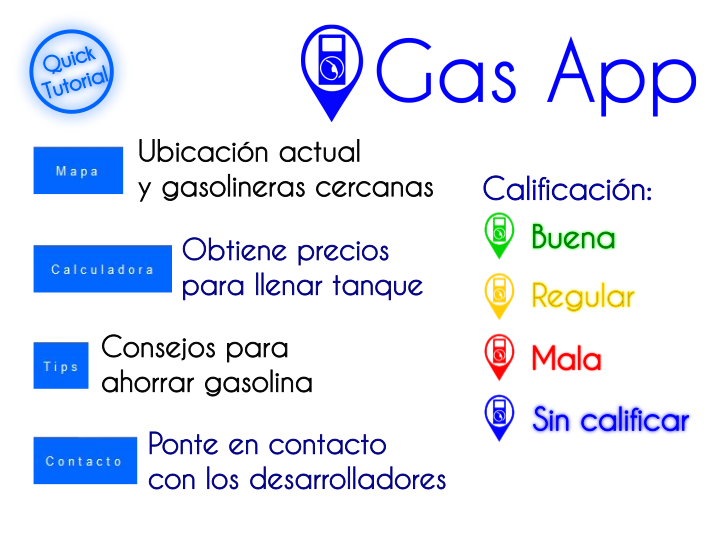 Quick
Tutorial
Gas App
Mapa
Ubicación actual
y gasolineras cercanas
Calculadora
Obtiene precios
para llenar tanque
Tips
Consejos para
ahorrar gasolina
Contacto
Ponte en contacto
con los desarrolladores
Calificación:
Buena
Regular
Mala
Sin calificar